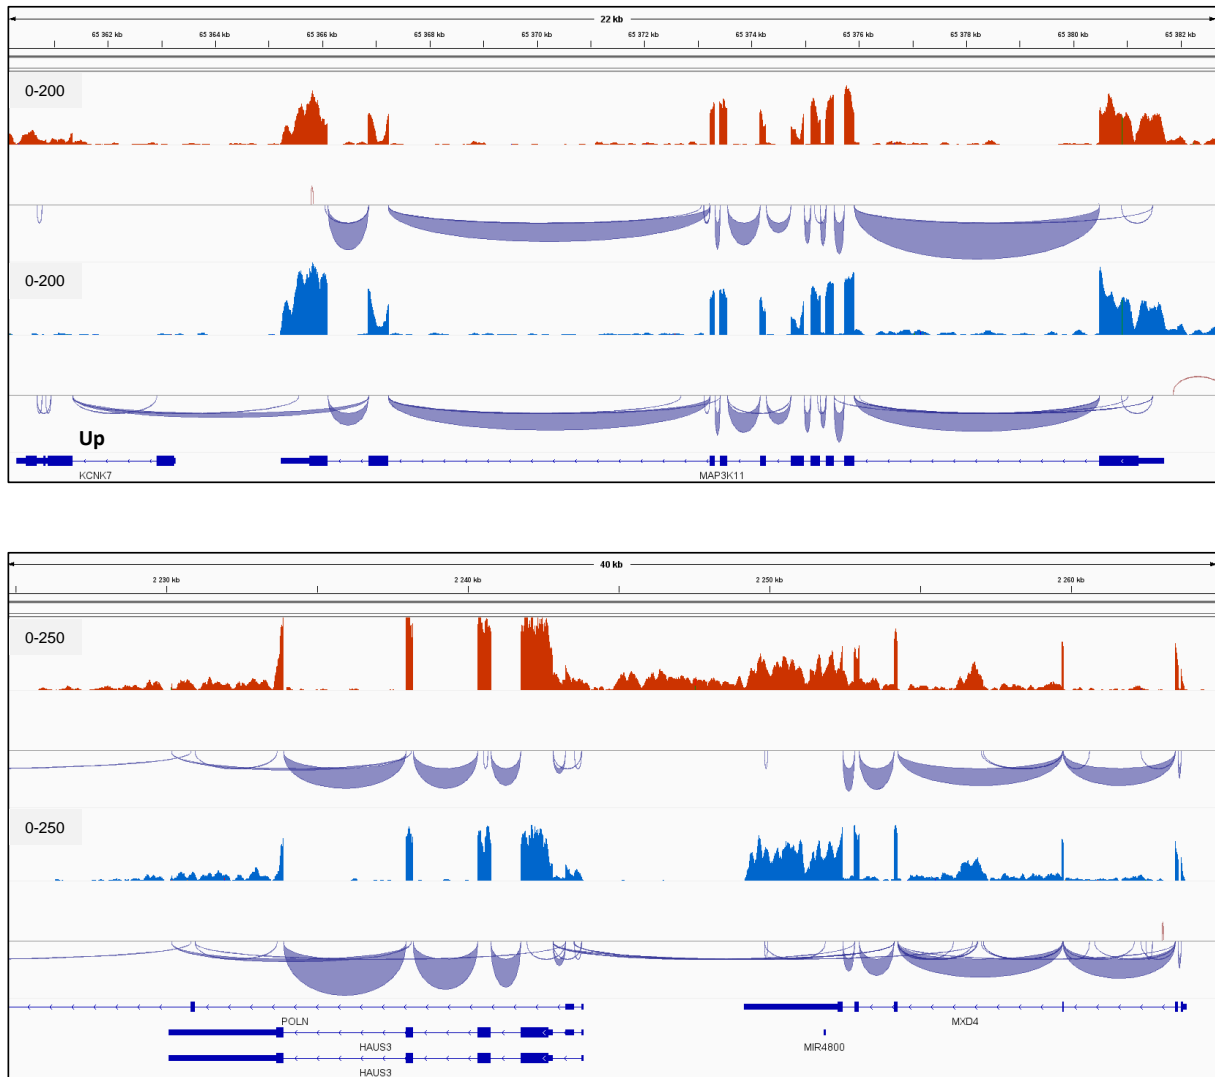 22 kb
65 362 kb 65 364 kb 65 366 kb 65 368 kb 65 370 kb 65 372 kb 65 374 kb 65 376 kb 65 378 kb 65 380 kb 65 382 kb
0-200
0-200
Up
KCNK7 MAP3K11
40 kb
2 230 kb 2 240 kb 2 250 kb 2 260 kb
0-250
0-250
POLN MXD4
HAUS3 MIR4800
HAUS3